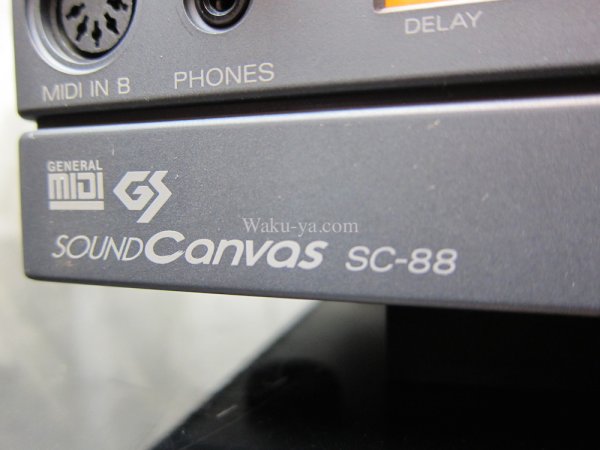 DELAY
MIDI IN B
PHONES
GENERAL
MIDI
GS
Waku-ya.com
SOUND Canvas SC-88